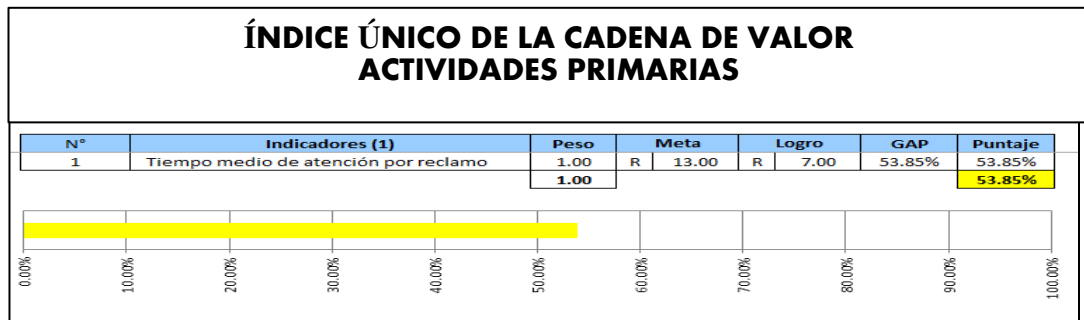 ÍNDICE ÚNICO DE LA CADENA DE VALOR
ACTIVIDADES PRIMARIAS
N° Indicadores (1) Peso Meta Logro GAP Puntaje
1 Tiempo medio de atención por reclamo 1.00 R 13.00 R 7.00 53.85% 53.85%
1.00 53.85%
0.00% 10.00% 20.00% 30.00% 40.00% 50.00% 60.00% 70.00% 80.00% 90.00% 100.00%